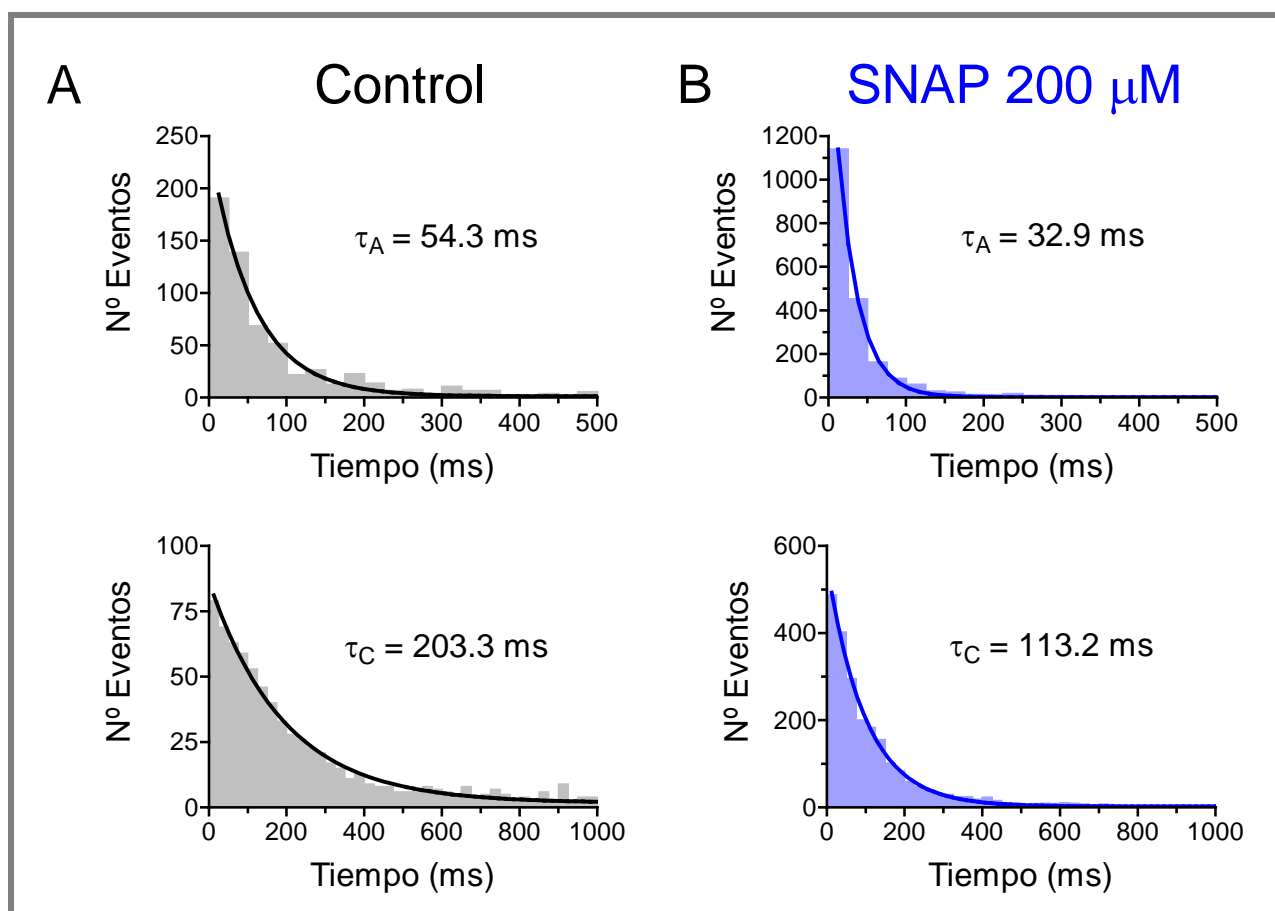 A Control
250
200
150
100
50
0
Nº Eventos
τA = 54.3 ms
0 100 200 300 400 500
Tiempo (ms)
B SNAP 200 μM
1200
1000
800
600
400
200
0
Nº Eventos
τA = 32.9 ms
0 100 200 300 400 500
Tiempo (ms)
100
75
50
25
0
Nº Eventos
τC = 203.3 ms
0 200 400 600 800 1000
Tiempo (ms)
600
400
200
0
Nº Eventos
τC = 113.2 ms
0 200 400 600 800 1000
Tiempo (ms)